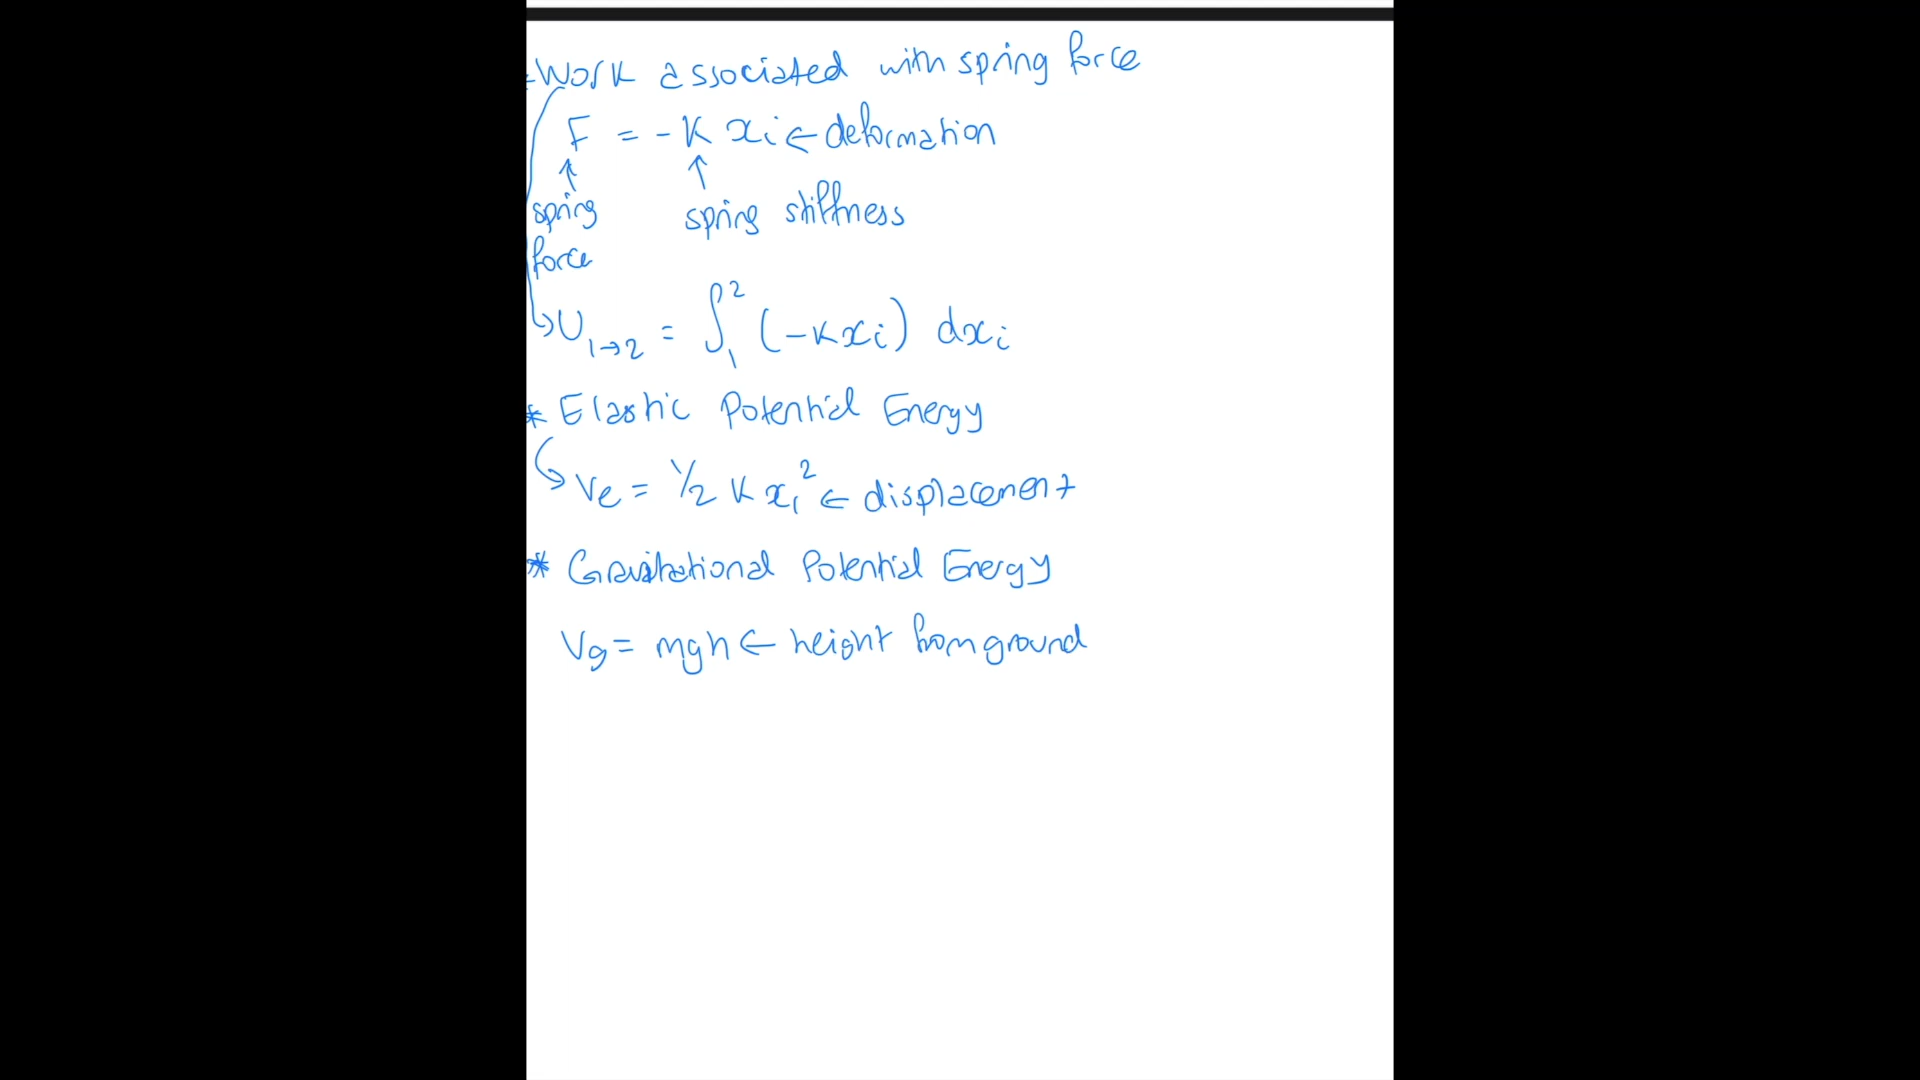 -Work associated with spring force
F = -K xi ← deformation
↑ ↑
spring spring stiffness
force
↳ U1→2 = ∫₁² (-Kxi) dxi
* Elastic Potential Energy
↳ Ve = 1/2 K xi² ← displacement
* Gravitational Potential Energy
Vg = mgh ← height from ground